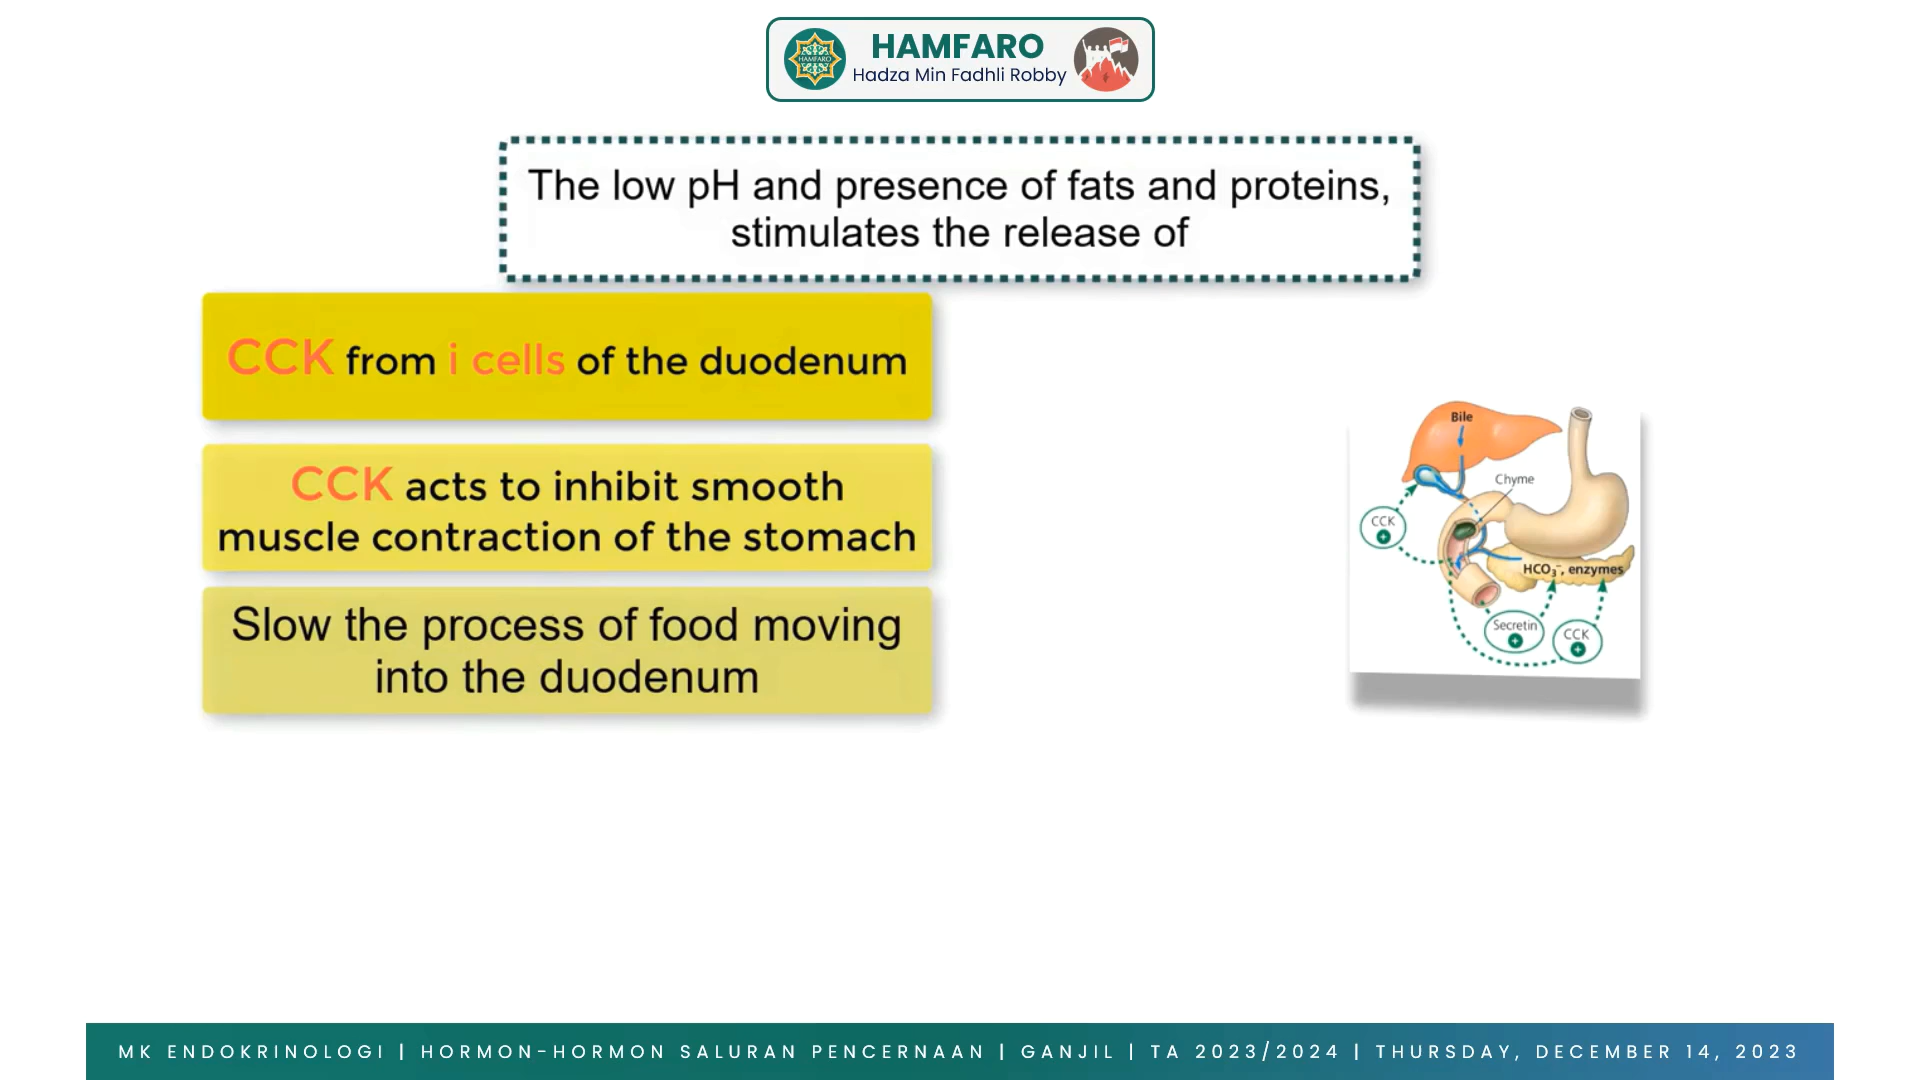 HAMFARO
HAMFARO
Hadza Min Fadhli Robby
The low pH and presence of fats and proteins,
stimulates the release of
CCK from i cells of the duodenum
CCK acts to inhibit smooth
muscle contraction of the stomach
Slow the process of food moving
into the duodenum
Bile
Chyme
CCK
+
HCO3-, enzymes
Secretin
+
CCK
+
MK ENDOKRINOLOGI | HORMON-HORMON SALURAN PENCERNAAN | GANJIL | TA 2023/2024 | THURSDAY, DECEMBER 14, 2023